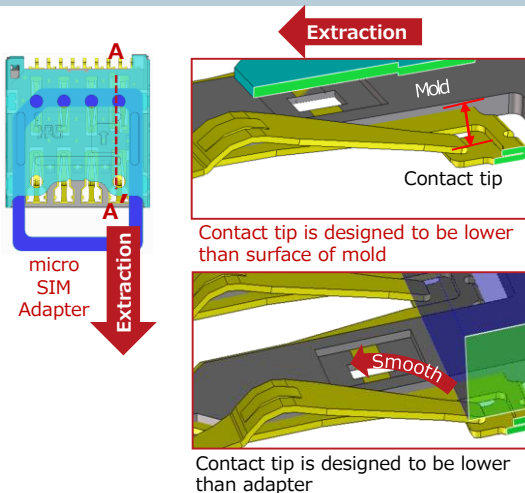 A
A'
micro
SIM
Adapter
Extraction
Extraction
Mold
Contact tip
Contact tip is designed to be lower
than surface of mold
Smooth
Contact tip is designed to be lower
than adapter